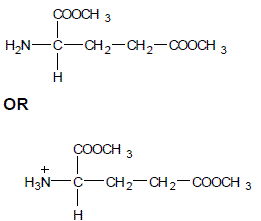 COOCH3
H2N—C—CH2—CH2—COOCH3
H
OR
COOCH3
+
H3N—C—CH2—CH2—COOCH3
H